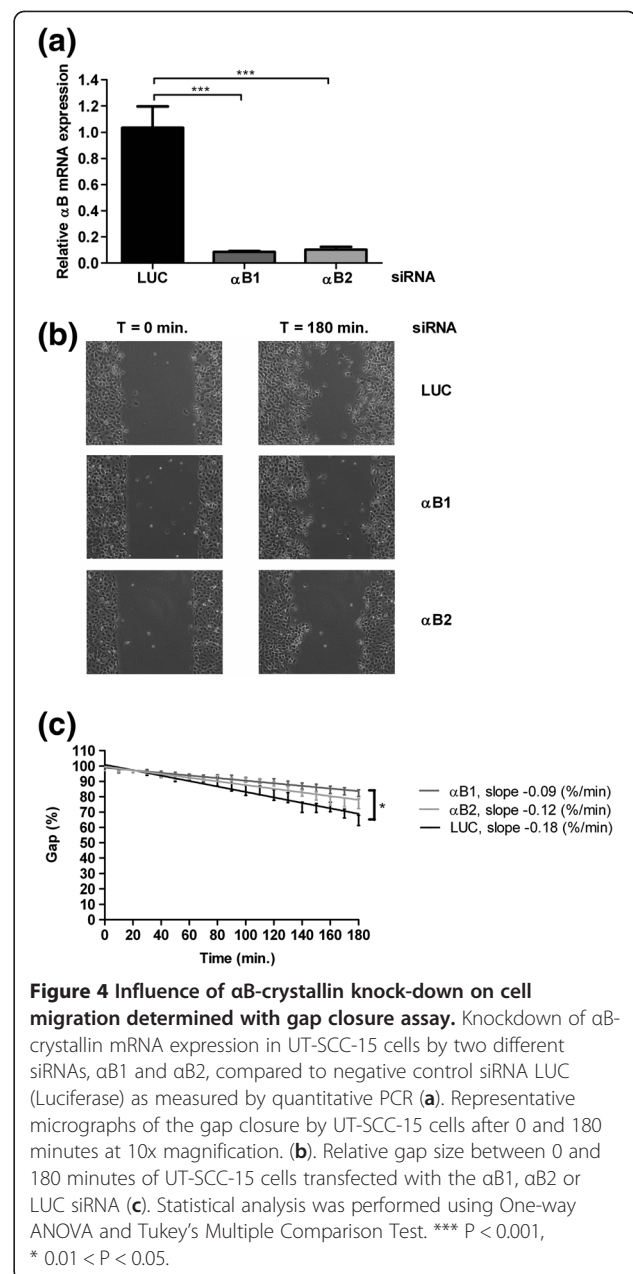 (a)
***
***
1.4
1.2
1.0
0.8
0.6
0.4
0.2
0.0
Relative αB mRNA expression
LUC αB1 αB2 siRNA
(b)
T = 0 min. T = 180 min. siRNA
LUC
αB1
αB2
(c)
110
100
90
80
70
60
50
40
30
20
10
0
Gap (%)
0 20 40 60 80 100 120 140 160 180
Time (min.)
*
αB1, slope -0.09 (%/min)
αB2, slope -0.12 (%/min)
LUC, slope -0.18 (%/min)
Figure 4 Influence of αB-crystallin knock-down on cell
migration determined with gap closure assay. Knockdown of αB-
crystallin mRNA expression in UT-SCC-15 cells by two different
siRNAs, αB1 and αB2, compared to negative control siRNA LUC
(Luciferase) as measured by quantitative PCR (a). Representative
micrographs of the gap closure by UT-SCC-15 cells after 0 and 180
minutes at 10x magnification. (b). Relative gap size between 0 and
180 minutes of UT-SCC-15 cells transfected with the αB1, αB2 or
LUC siRNA (c). Statistical analysis was performed using One-way
ANOVA and Tukey's Multiple Comparison Test. *** P < 0.001,
* 0.01 < P < 0.05.